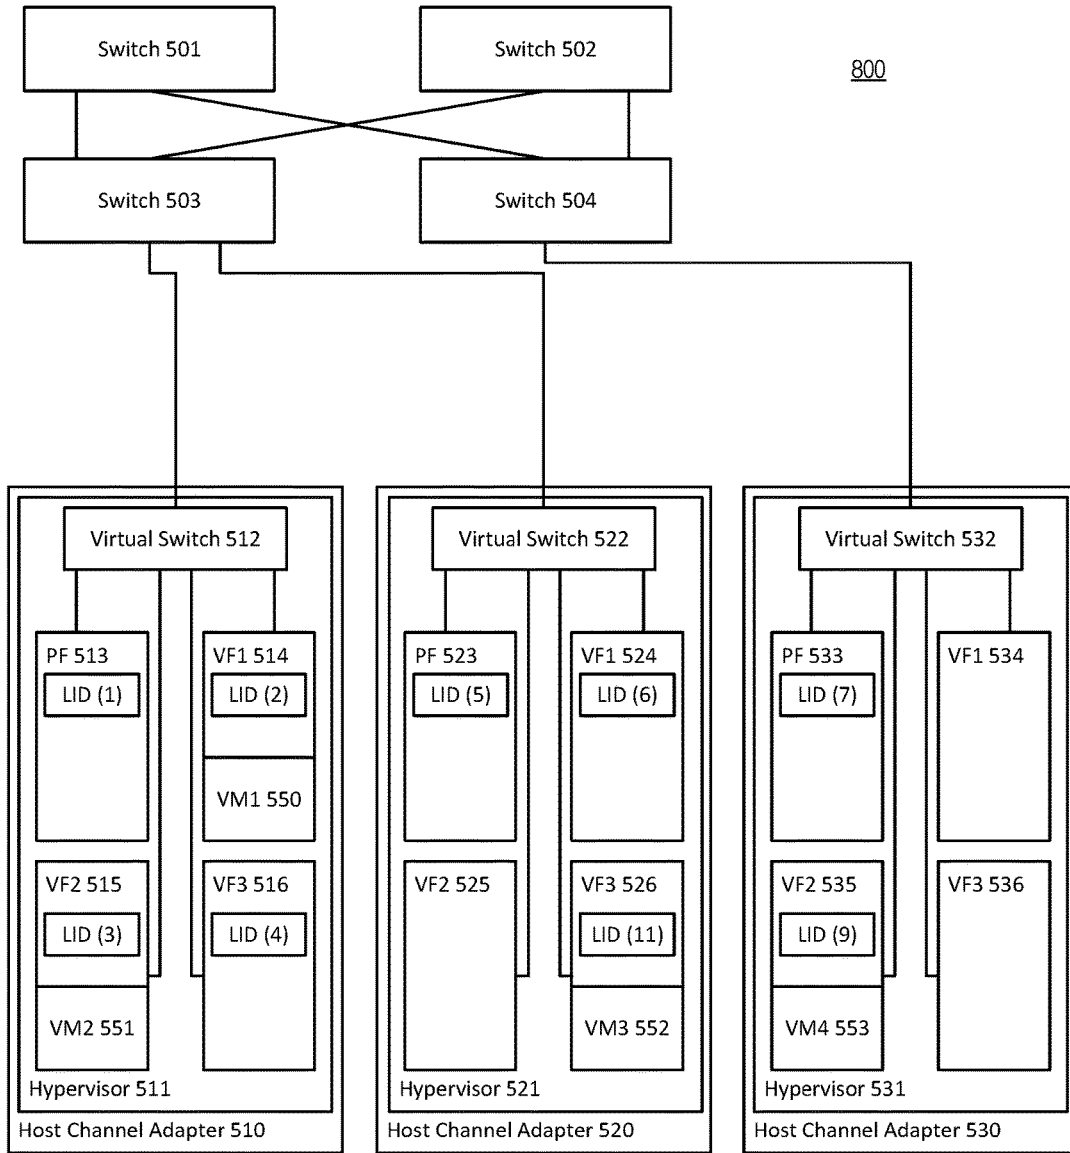 Switch 501
Switch 502
800
Switch 503
Switch 504
Virtual Switch 512
PF 513
LID (1)
VF1 514
LID (2)
VM1 550
VF2 515
LID (3)
VM2 551
VF3 516
LID (4)
Hypervisor 511
Host Channel Adapter 510
Virtual Switch 522
PF 523
LID (5)
VF1 524
LID (6)
VF2 525
VF3 526
LID (11)
VM3 552
Hypervisor 521
Host Channel Adapter 520
Virtual Switch 532
PF 533
LID (7)
VF1 534
VF2 535
LID (9)
VM4 553
VF3 536
Hypervisor 531
Host Channel Adapter 530